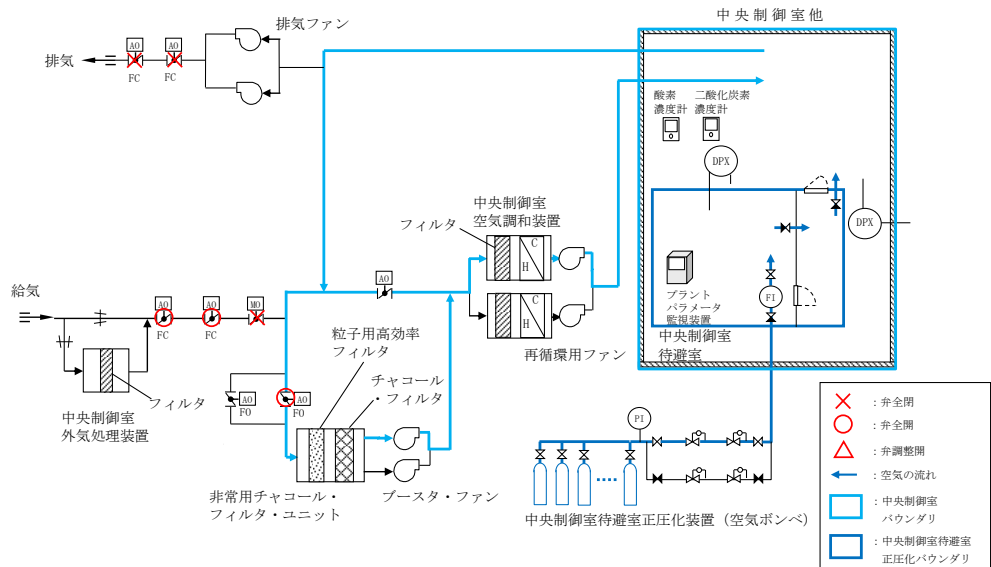 中央制御室他
排気ファン
AO
AO
排気
FC
FC
酸素
濃度計
二酸化炭素
濃度計
DPX
DPX
中央制御室
空気調和装置
フィルタ
C
H
C
H
再循環用ファン
プラント
パラメータ
監視装置
FI
中央制御室
待避室
給気
AO
AO
MO
FC
FC
AO
粒子用高効率
フィルタ
チャコール
・フィルタ
AO
FO
AO
FO
フィルタ
中央制御室
外気処理装置
非常用チャコール・
フィルタ・ユニット
ブースタ・ファン
PI
中央制御室待避室正圧化装置（空気ボンベ）
：弁全閉
：弁全開
：弁調整開
：空気の流れ
：中央制御室
バウンダリ
：中央制御室待避室
正圧化バウンダリ